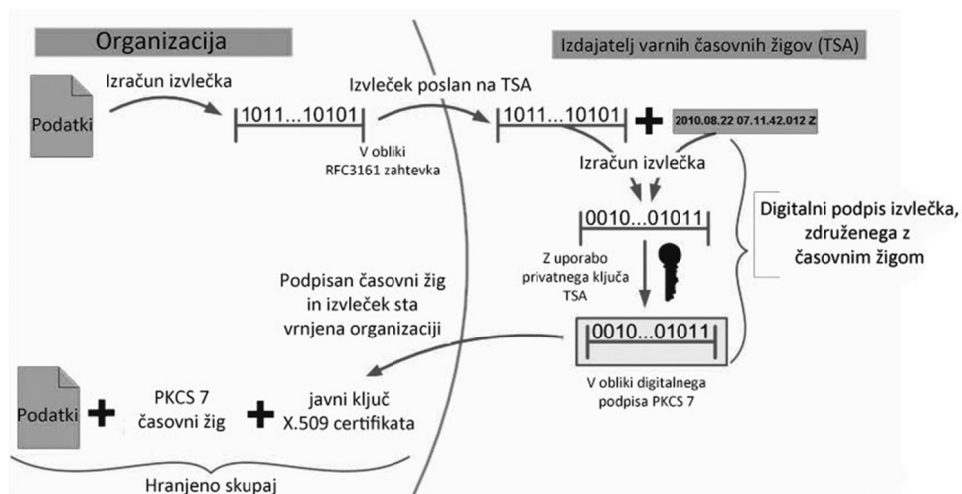 Organizacija
Izdajatelj varnih časovnih žigov (TSA)
Podatki
Izračun izvlečka
1011...10101
V obliki
RFC3161 zahtevka
Izvleček poslan na TSA
1011...10101
2010.08.22 07.11.42.012 Z
Izračun izvlečka
0010...01011
Z uporabo
privatnega ključa
TSA
Digitalni podpis izvlečka,
združenega z
časovnim žigom
0010...01011
V obliki digitalnega
podpisa PKCS 7
Podpisan časovni žig
in izvleček sta
vrnjena organizaciji
Podatki
PKCS 7
časovni žig
javni ključ
X.509 certifikata
Hranjeno skupaj